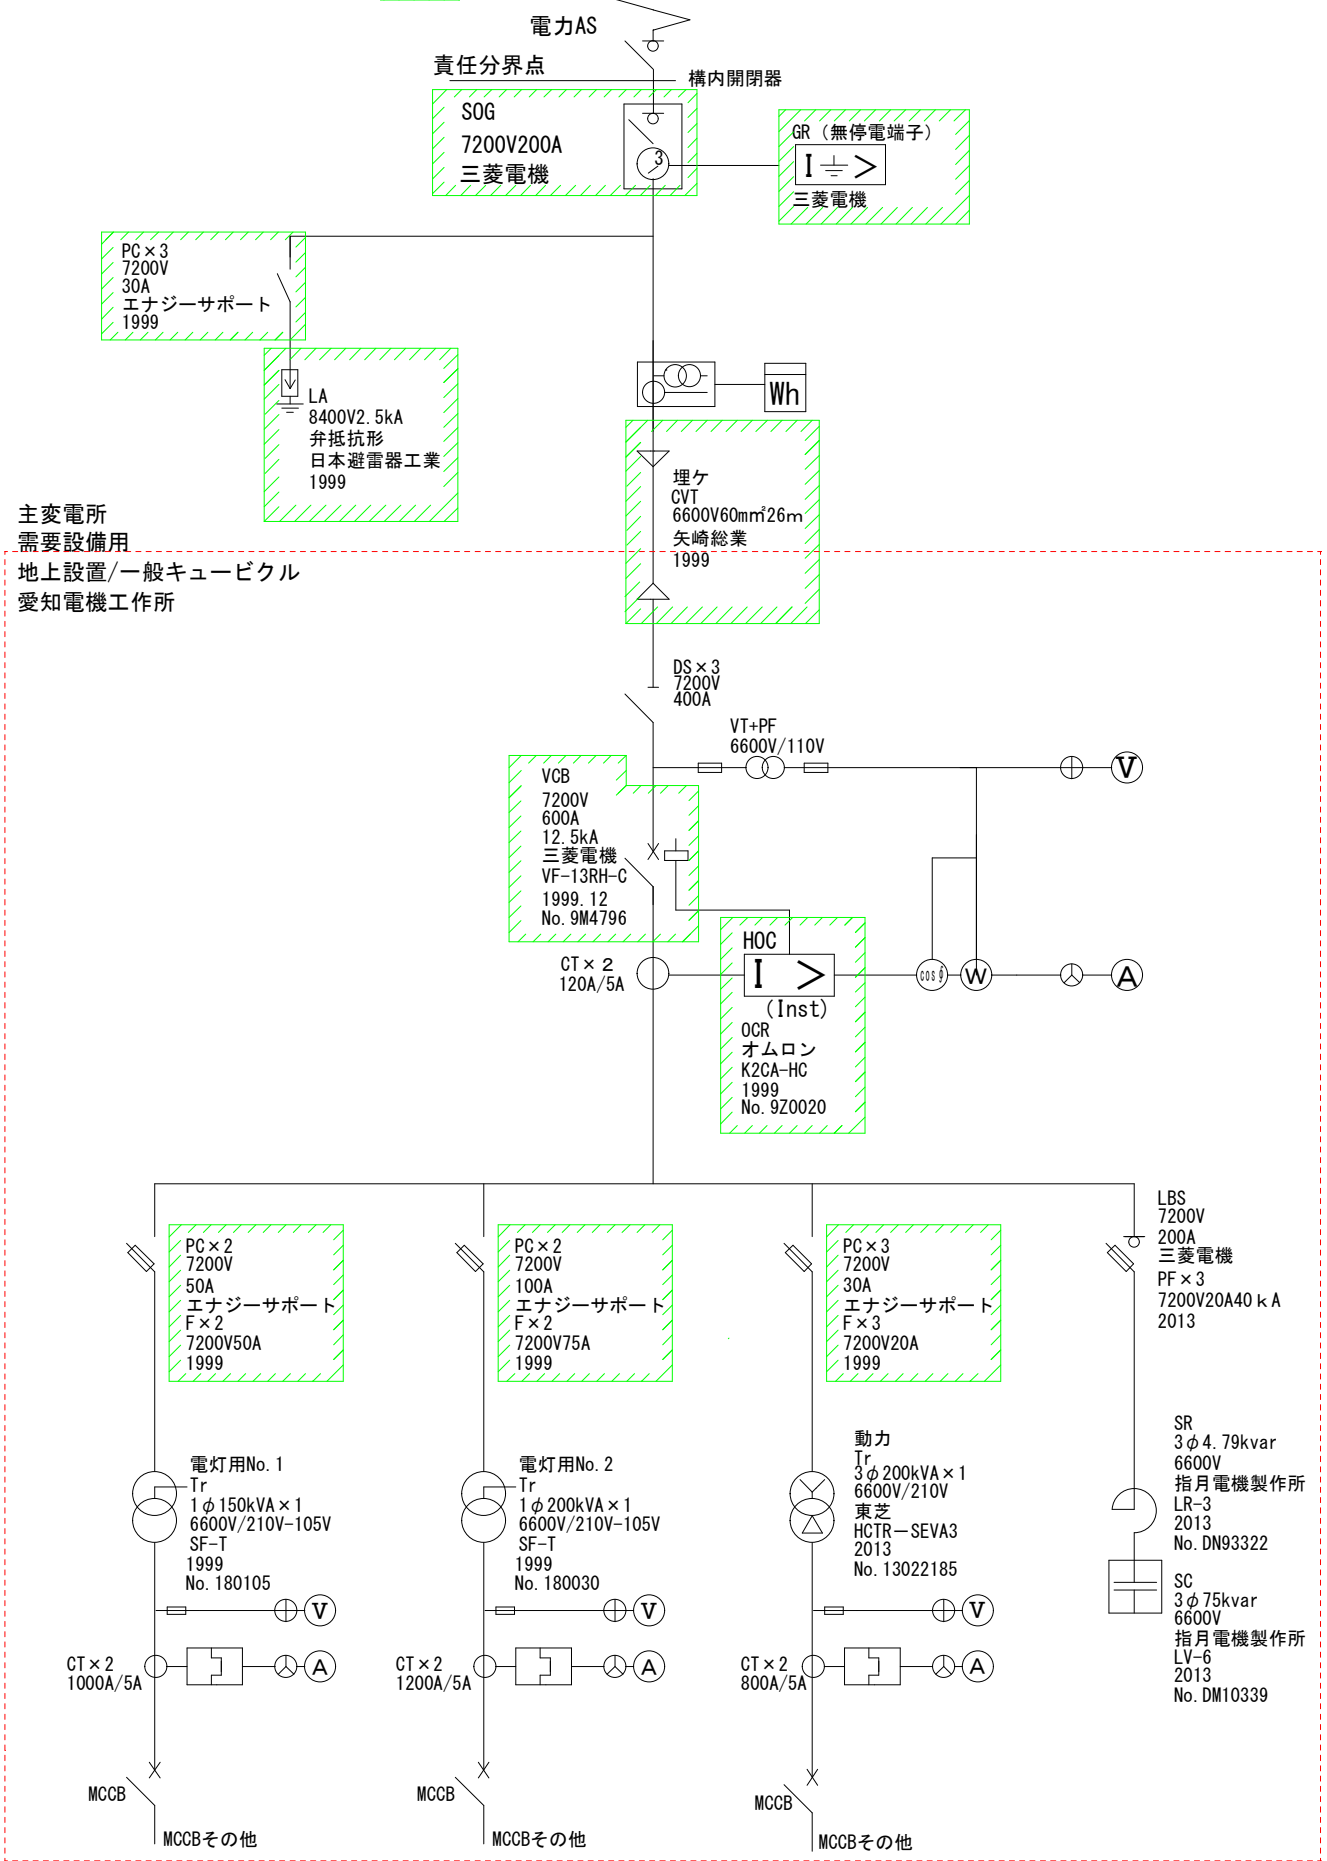 電力AS
責任分界点
構内開閉器
SOG
7200V200A
三菱電機
3
GR（無停電端子）
I >
三菱電機
PC×3
7200V
30A
エナジーサポート
1999
LA
8400V2.5kA
弁抵抗形
日本避雷器工業
1999
Wh
埋ケ
CVT
6600V60mm²26m
矢崎総業
1999
主変電所
需要設備用
地上設置/一般キュービクル
愛知電機工作所
DS×3
7200V
400A
VT+PF
6600V/110V
V
VCB
7200V
600A
12.5kA
三菱電機
VF-13RH-C
1999.12
No.9M4796
CT×2
120A/5A
HOC
I >
(Inst)
OCR
オムロン
K2CA-HC
1999
No.9Z0020
cosφ
W
A
PC×2
7200V
50A
エナジーサポート
F×2
7200V50A
1999
PC×2
7200V
100A
エナジーサポート
F×2
7200V75A
1999
PC×3
7200V
30A
エナジーサポート
F×3
7200V20A
1999
LBS
7200V
200A
三菱電機
PF×3
7200V20A40kA
2013
電灯用No.1
Tr
1φ150kVA×1
6600V/210V-105V
SF-T
1999
No.180105
電灯用No.2
Tr
1φ200kVA×1
6600V/210V-105V
SF-T
1999
No.180030
動力
Tr
3φ200kVA×1
6600V/210V
東芝
HCTR－SEVA3
2013
No.13022185
SR
3φ4.79kvar
6600V
指月電機製作所
LR-3
2013
No.DN93322
SC
3φ75kvar
6600V
指月電機製作所
LV-6
2013
No.DM10339
V
V
V
CT×2
1000A/5A
A
CT×2
1200A/5A
A
CT×2
800A/5A
A
MCCB
MCCBその他
MCCB
MCCBその他
MCCB
MCCBその他